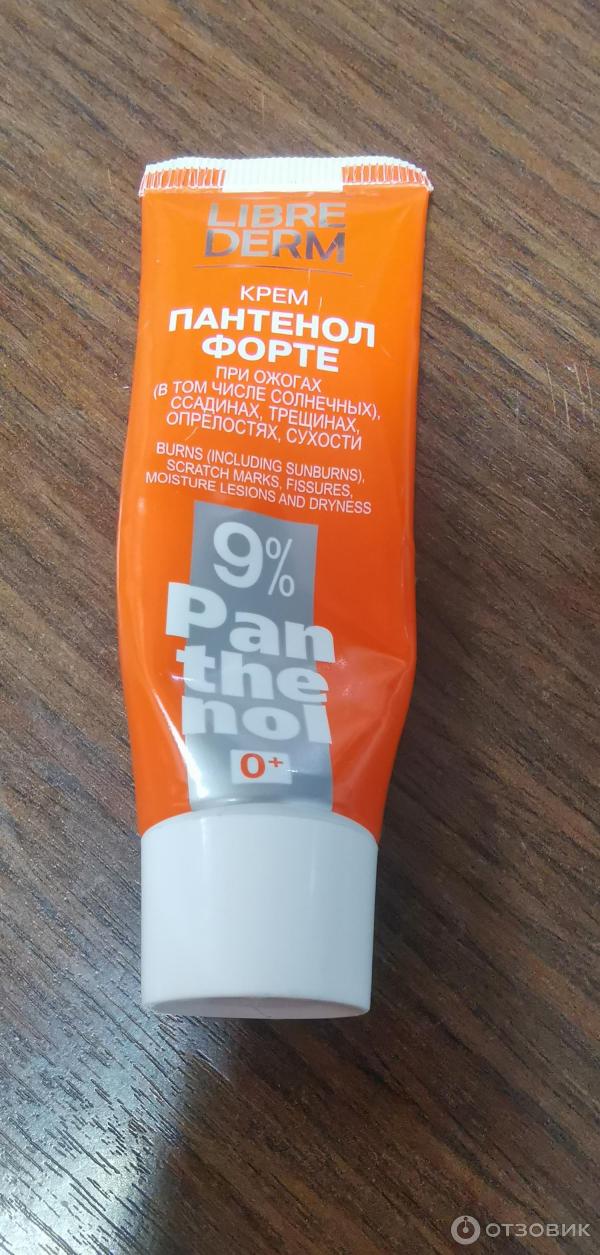 LIBRE
DERM
КРЕМ
ПАНТЕНОЛ
ФОРТЕ
ПРИ ОЖОГАХ
(В ТОМ ЧИСЛЕ СОЛНЕЧНЫХ),
ССАДИНАХ, ТРЕЩИНАХ,
ОПРЕЛОСТЯХ, СУХОСТИ
BURNS (INCLUDING SUNBURNS),
SCRATCH MARKS, FISSURES,
MOISTURE LESIONS AND DRYNESS
9%
Pan
the
nol
0+
ОТЗОВИК